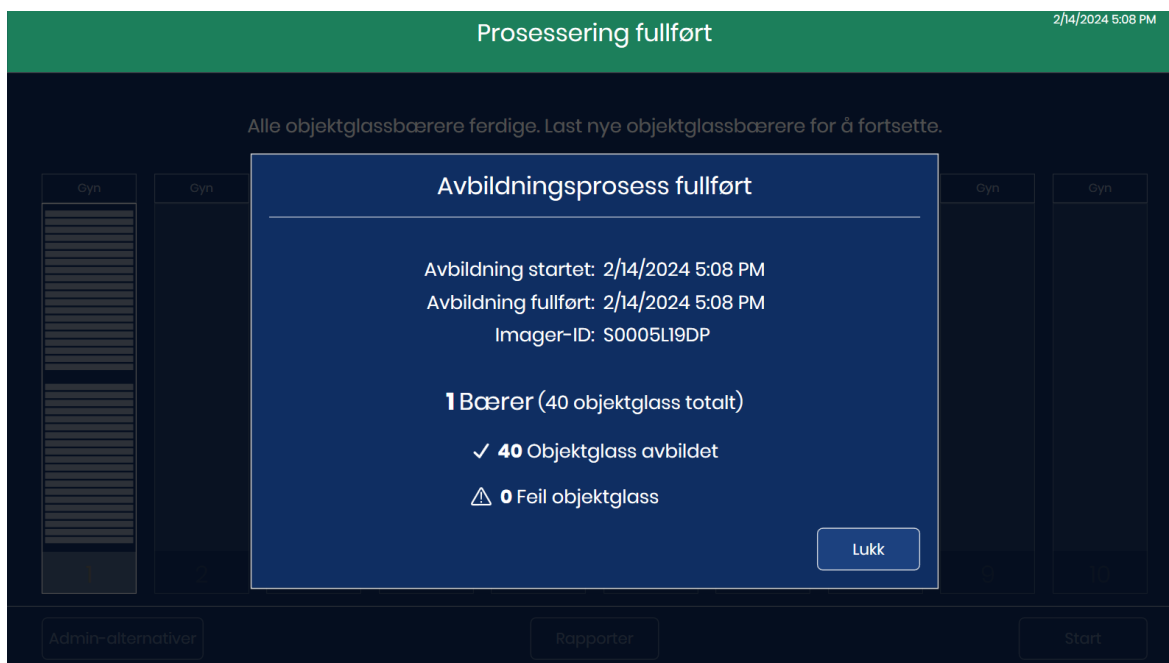 Prosessering fullført
2/14/2024 5:08 PM
Alle objektglassbærere ferdige. Last nye objektglassbærere for å fortsette.
Gyn Gyn Gyn Gyn
Avbildningsprosess fullført
Avbildning startet: 2/14/2024 5:08 PM
Avbildning fullført: 2/14/2024 5:08 PM
Imager-ID: S0005L19DP
1 Bærer (40 objektglass totalt)
✓ 40 Objektglass avbildet
⚠ 0 Feil objektglass
Lukk
1 2 9 10
Admin-alternativer Rapporter Start